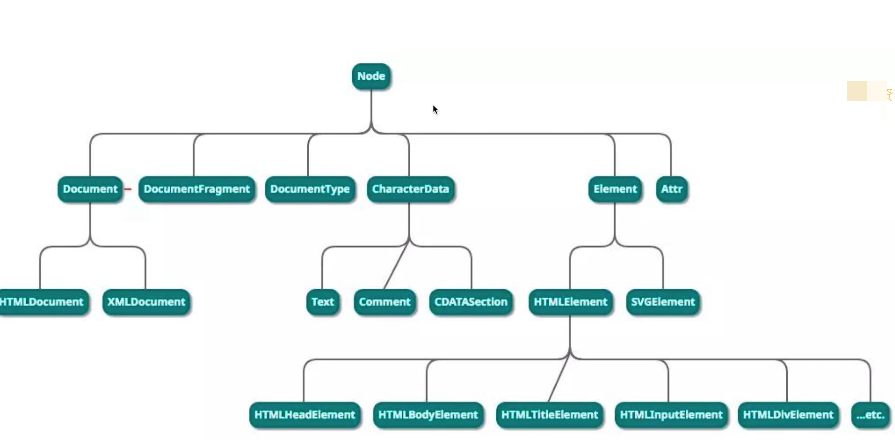 Node
Document
DocumentFragment
DocumentType
CharacterData
Element
Attr
HTMLDocument
XMLDocument
Text
Comment
CDATASection
HTMLElement
SVGElement
HTMLHeadElement
HTMLBodyElement
HTMLTitleElement
HTMLInputElement
HTMLDivElement
...etc.